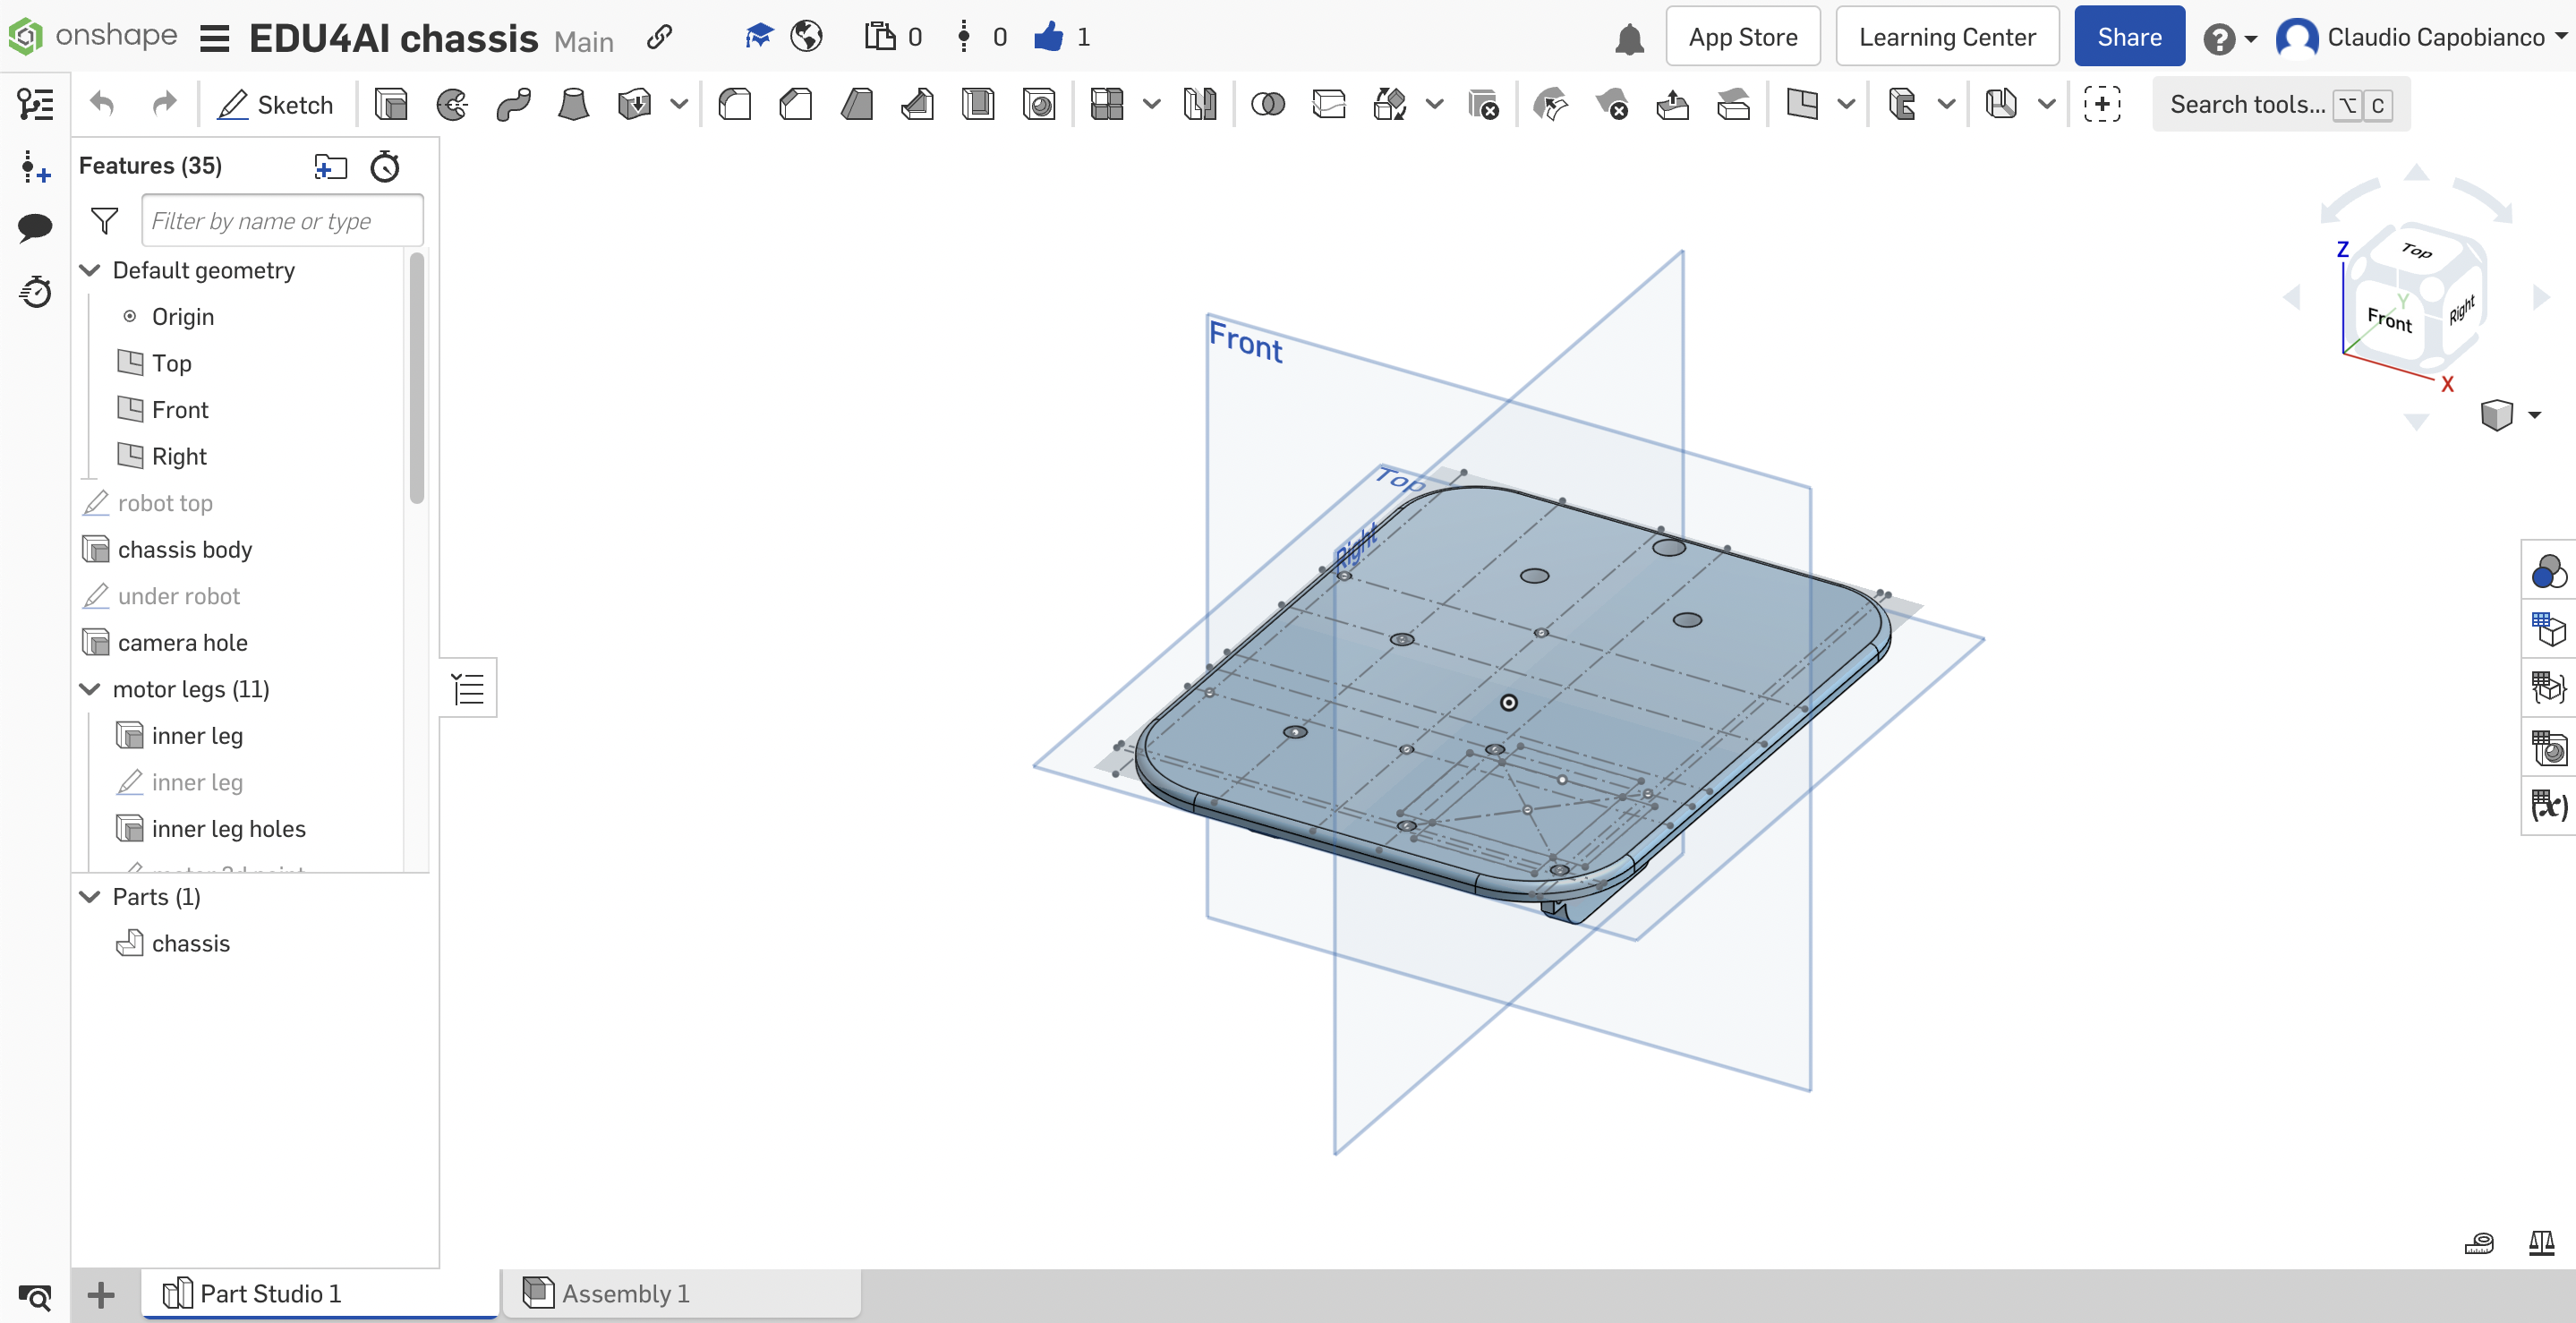 onshape EDU4AI chassis Main 0 0 1 App Store Learning Center Share Claudio Capobianco
Sketch Search tools... ⌥ C
Features (35)
Filter by name or type
Default geometry
Origin
Top
Front
Right
robot top
chassis body
under robot
camera hole
motor legs (11)
inner leg
inner leg
inner leg holes
Parts (1)
chassis
Front
Top
Right
Z
Top
Y
Front
Right
X
(x)
Part Studio 1
Assembly 1